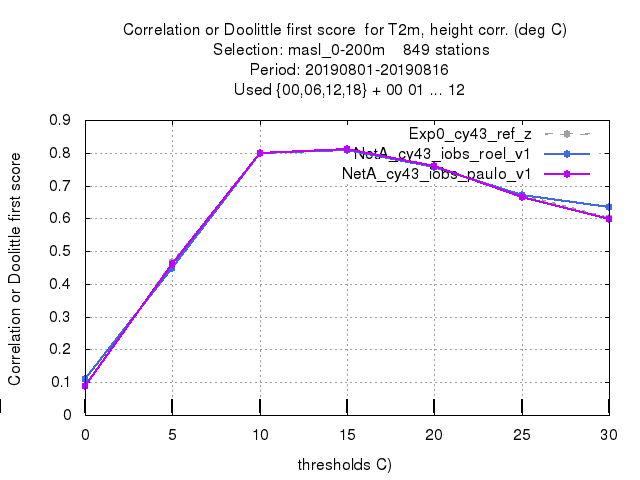 Correlation or Doolittle first score for T2m, height corr. (deg C)
Selection: masl_0-200m 849 stations
Period: 20190801-20190816
Used {00,06,12,18} + 00 01 ... 12
Exp0_cy43_ref_z
NetA_cy43_iobs_roel_v1
NetA_cy43_iobs_paulo_v1
Correlation or Doolittle first score
0.9
0.8
0.7
0.6
0.5
0.4
0.3
0.2
0.1
0
0 5 10 15 20 25 30
thresholds C)